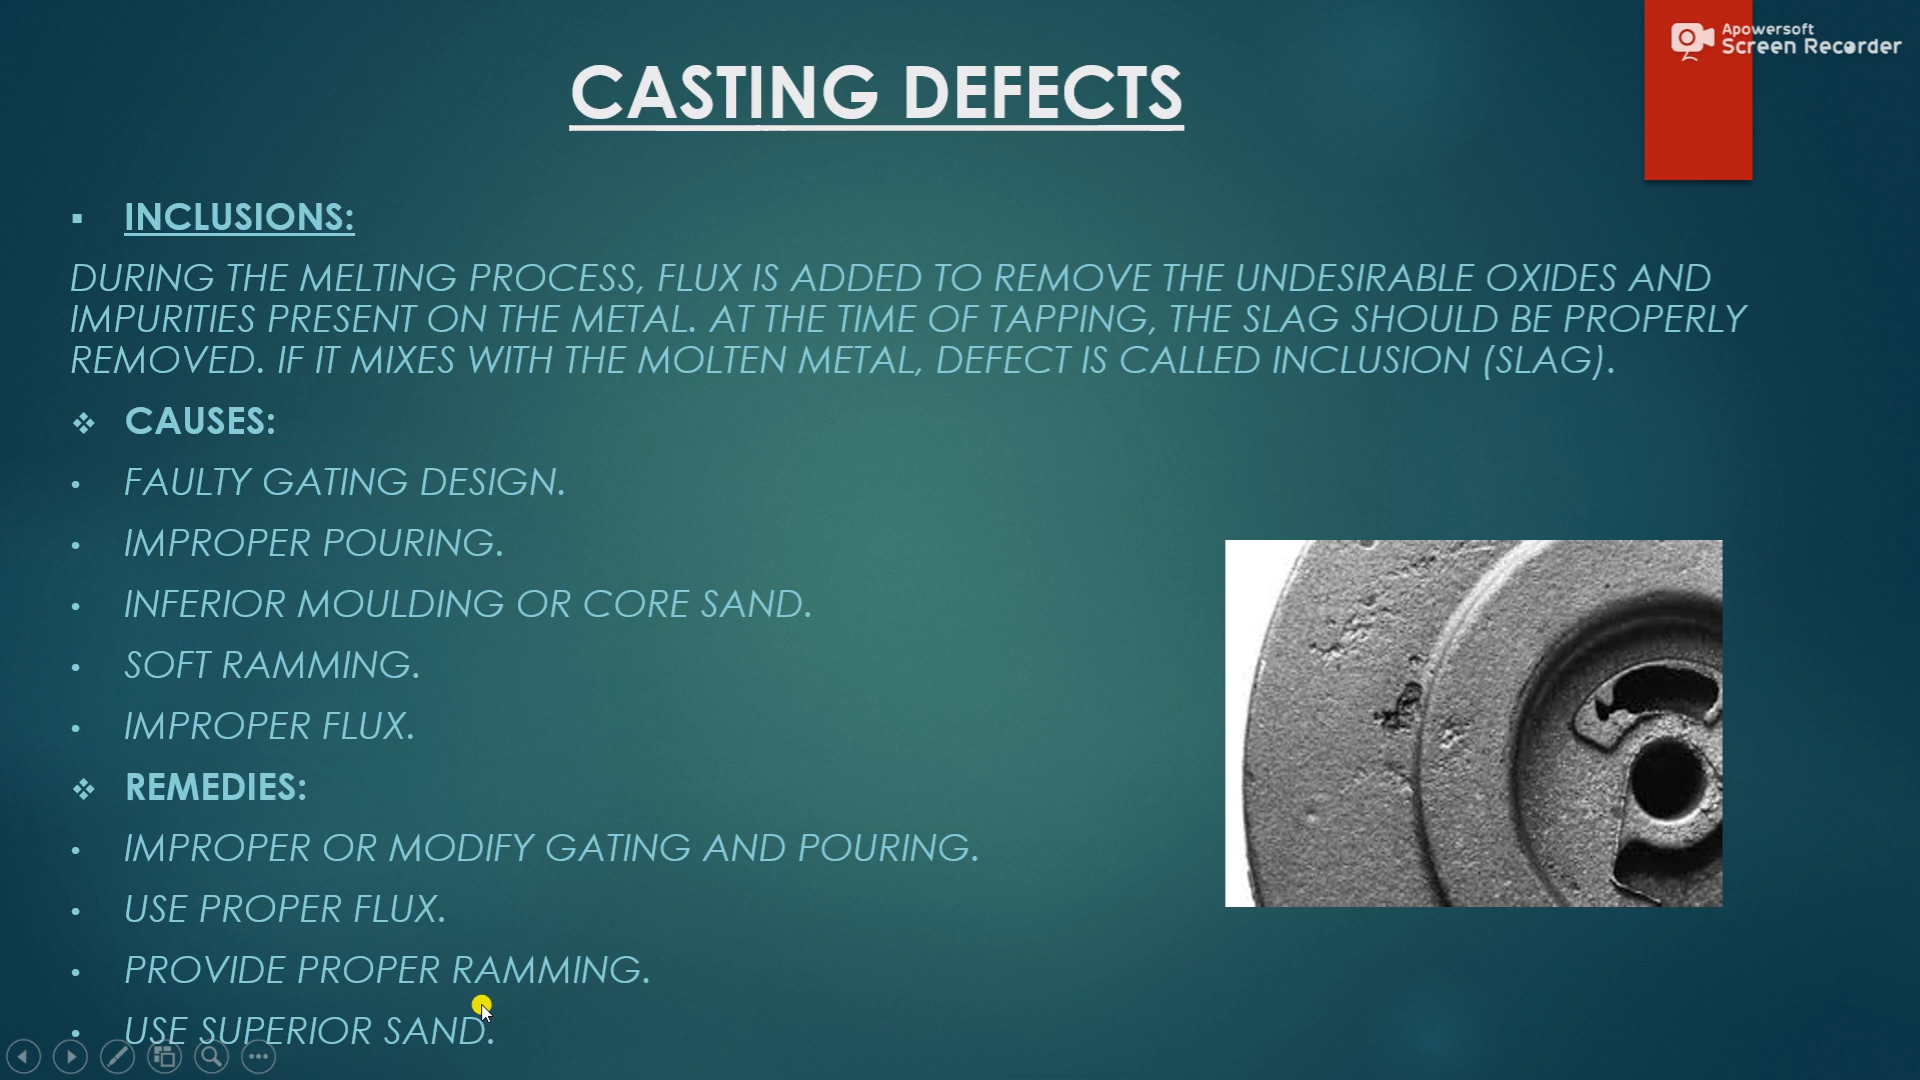 Apowersoft
Screen Recorder
CASTING DEFECTS
INCLUSIONS:
DURING THE MELTING PROCESS, FLUX IS ADDED TO REMOVE THE UNDESIRABLE OXIDES AND
IMPURITIES PRESENT ON THE METAL. AT THE TIME OF TAPPING, THE SLAG SHOULD BE PROPERLY
REMOVED. IF IT MIXES WITH THE MOLTEN METAL, DEFECT IS CALLED INCLUSION (SLAG).
CAUSES:
FAULTY GATING DESIGN.
IMPROPER POURING.
INFERIOR MOULDING OR CORE SAND.
SOFT RAMMING.
IMPROPER FLUX.
REMEDIES:
IMPROPER OR MODIFY GATING AND POURING.
USE PROPER FLUX.
PROVIDE PROPER RAMMING.
USE SUPERIOR SAND.